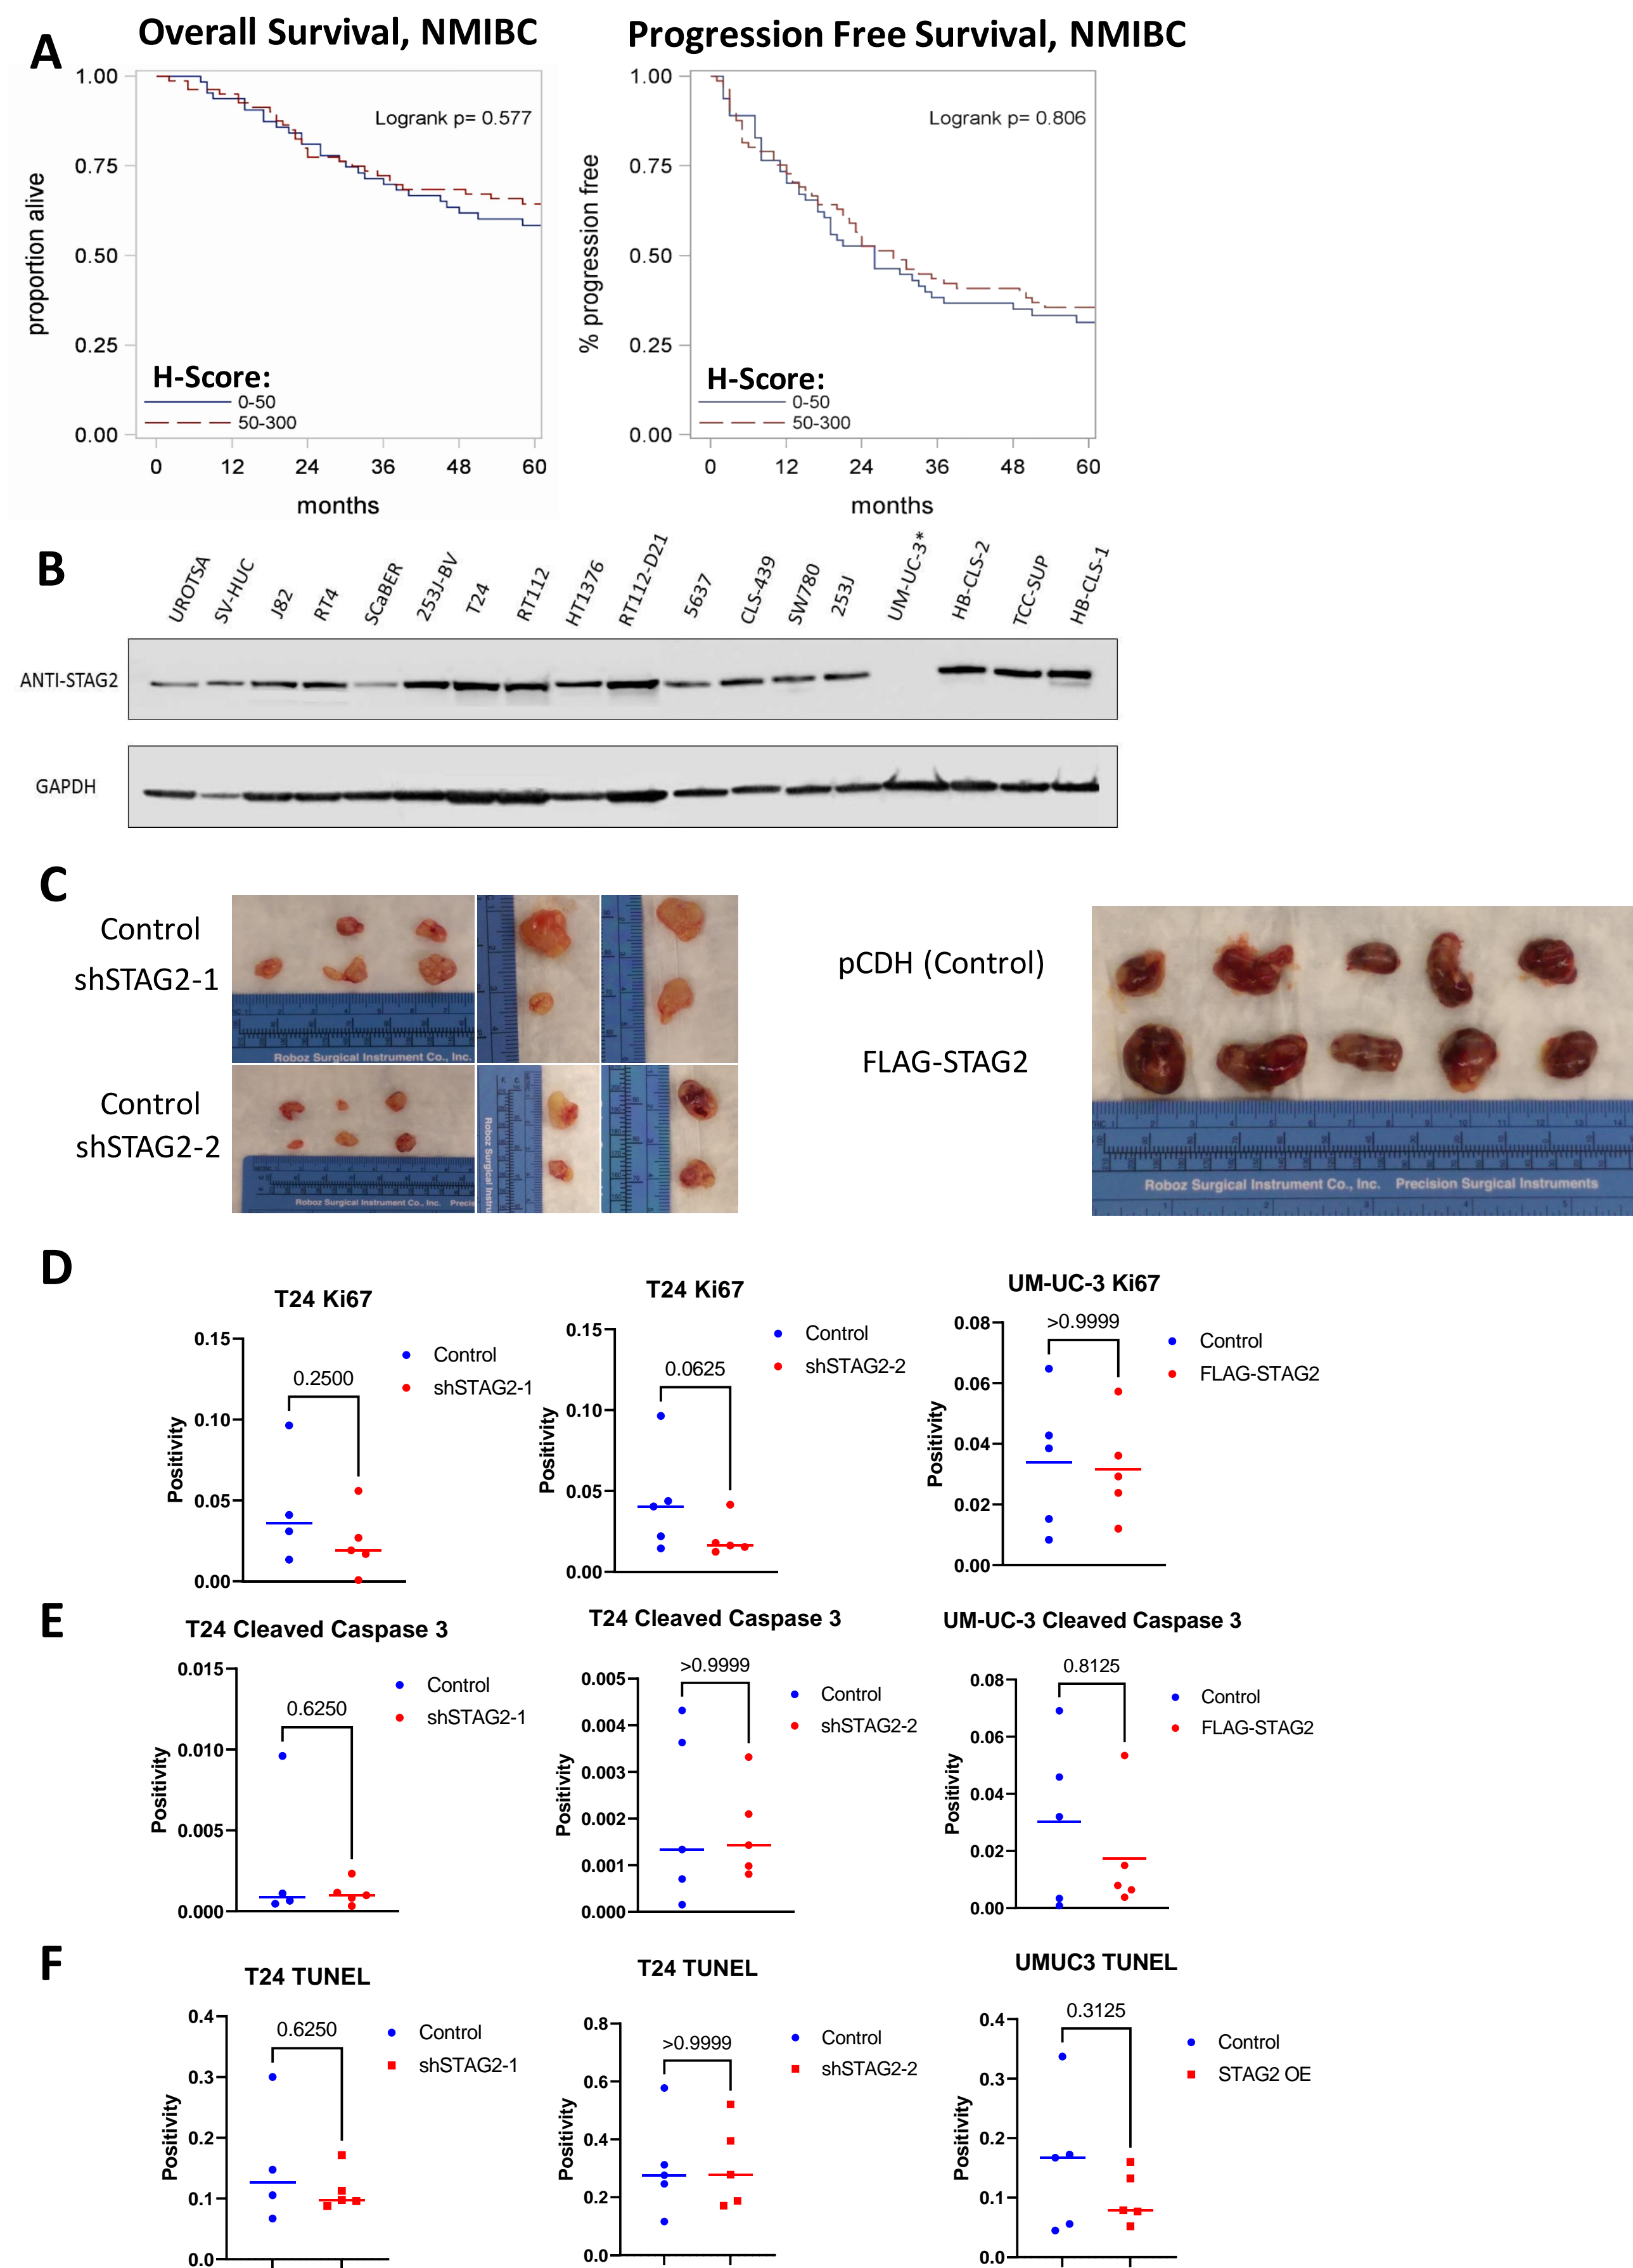 A
Overall Survival, NMIBC
Progression Free Survival, NMIBC
1.00
0.75
0.50
0.25
0.00
proportion alive
Logrank p= 0.577
H-Score:
0-50
50-300
0 12 24 36 48 60
months
1.00
0.75
0.50
0.25
0.00
% progression free
Logrank p= 0.806
H-Score:
0-50
50-300
0 12 24 36 48 60
months
B
UROTSA SV-HUC J82 RT4 SCaBER 253J-BV T24 RT112 HT1376 RT112-D21 5637 CLS-439 SW780 253J UM-UC-3* HB-CLS-2 TCC-SUP HB-CLS-1
ANTI-STAG2
GAPDH
C
Control
shSTAG2-1
Roboz Surgical Instrument Co., Inc.
Control
shSTAG2-2
Roboz Surgical Instrument Co., Inc. Precis
Roboz Surgical Instru
pCDH (Control)
FLAG-STAG2
Roboz Surgical Instrument Co., Inc. Precision Surgical Instruments
D
T24 Ki67
0.15
0.10
0.05
0.00
Positivity
0.2500
Control
shSTAG2-1
T24 Ki67
0.15
0.10
0.05
0.00
Positivity
0.0625
Control
shSTAG2-2
UM-UC-3 Ki67
0.08
0.06
0.04
0.02
0.00
Positivity
>0.9999
Control
FLAG-STAG2
E
T24 Cleaved Caspase 3
0.015
0.010
0.005
0.000
Positivity
0.6250
Control
shSTAG2-1
T24 Cleaved Caspase 3
0.005
0.004
0.003
0.002
0.001
0.000
Positivity
>0.9999
Control
shSTAG2-2
UM-UC-3 Cleaved Caspase 3
0.08
0.06
0.04
0.02
0.00
Positivity
0.8125
Control
FLAG-STAG2
F
T24 TUNEL
0.4
0.3
0.2
0.1
0.0
Positivity
0.6250
Control
shSTAG2-1
T24 TUNEL
0.8
0.6
0.4
0.2
0.0
Positivity
>0.9999
Control
shSTAG2-2
UMUC3 TUNEL
0.4
0.3
0.2
0.1
0.0
Positivity
0.3125
Control
STAG2 OE